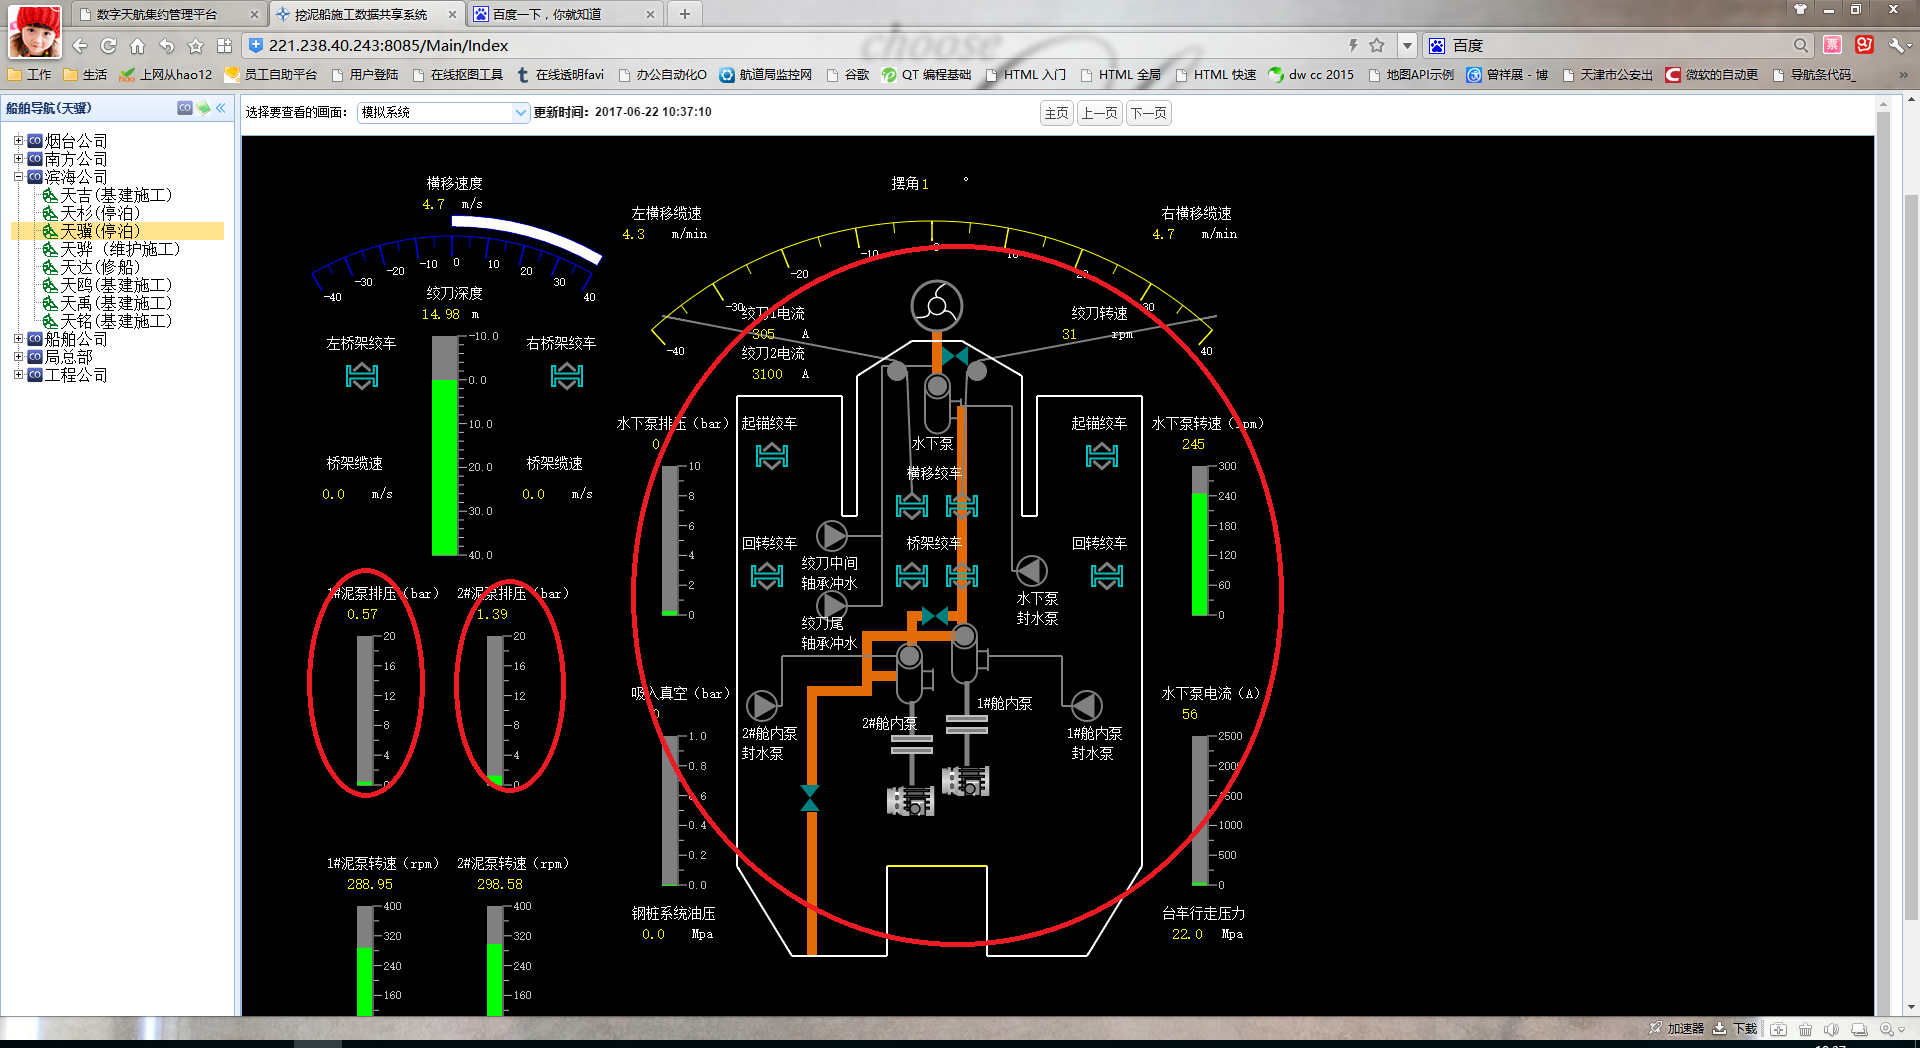 数字天航集约管理平台
挖泥船施工数据共享系统
百度一下，你就知道
221.238.40.243:8085/Main/Index
百度
票
工作
生活
上网从hao12
员工自助平台
用户登陆
在线抠图工具
在线透明favi
办公自动化O
航道局监控网
谷歌
QT 编程基础
HTML 入门
HTML 全局
HTML 快速
dw cc 2015
地图API示例
曾祥展 - 博
天津市公安出
微软的自动更
导航条代码_
船舶导航(天骥)
选择要查看的画面：
模拟系统
更新时间：2017-06-22 10:37:10
主页
上一页
下一页
烟台公司
南方公司
滨海公司
天吉(基建施工)
天杉(停泊)
天骥(停泊)
天骅 (维护施工)
天达(修船)
天鸥(基建施工)
天禹(基建施工)
天铭(基建施工)
船舶公司
局总部
工程公司
横移速度
4.7 m/s
-40 -30 -20 -10 0 10 20 30 40
绞刀深度
14.98 m
-10.0
-0.0
-10.0
-20.0
-30.0
-40.0
左桥架绞车
右桥架绞车
桥架缆速
0.0 m/s
桥架缆速
0.0 m/s
1#泥泵排压 (bar)
0.57
20
16
12
8
4
0
2#泥泵排压 (bar)
1.39
20
16
12
8
4
0
1#泥泵转速 (rpm)
288.95
400
320
240
160
2#泥泵转速 (rpm)
298.58
400
320
240
160
摆角1 °
左横移缆速
4.3 m/min
右横移缆速
4.7 m/min
-40 -30 -20 -10 0 10 20 30 40
绞刀1电流
305 A
绞刀2电流
3100 A
绞刀转速
31 rpm
水下泵排压 (bar)
0
10
8
6
4
2
0
起锚绞车
水下泵
起锚绞车
水下泵转速 (rpm)
245
300
240
180
120
60
0
横移绞车
回转绞车
桥架绞车
回转绞车
绞刀中间
轴承冲水
绞刀尾
轴承冲水
水下泵
封水泵
吸入真空 (bar)
0
1.0
0.8
0.6
0.4
0.2
0.0
2#舱内泵
封水泵
2#舱内泵
1#舱内泵
1#舱内泵
封水泵
水下泵电流 (A)
56
2500
2000
1500
1000
500
0
钢桩系统油压
0.0 Mpa
台车行走压力
22.0 Mpa
加速器
下载